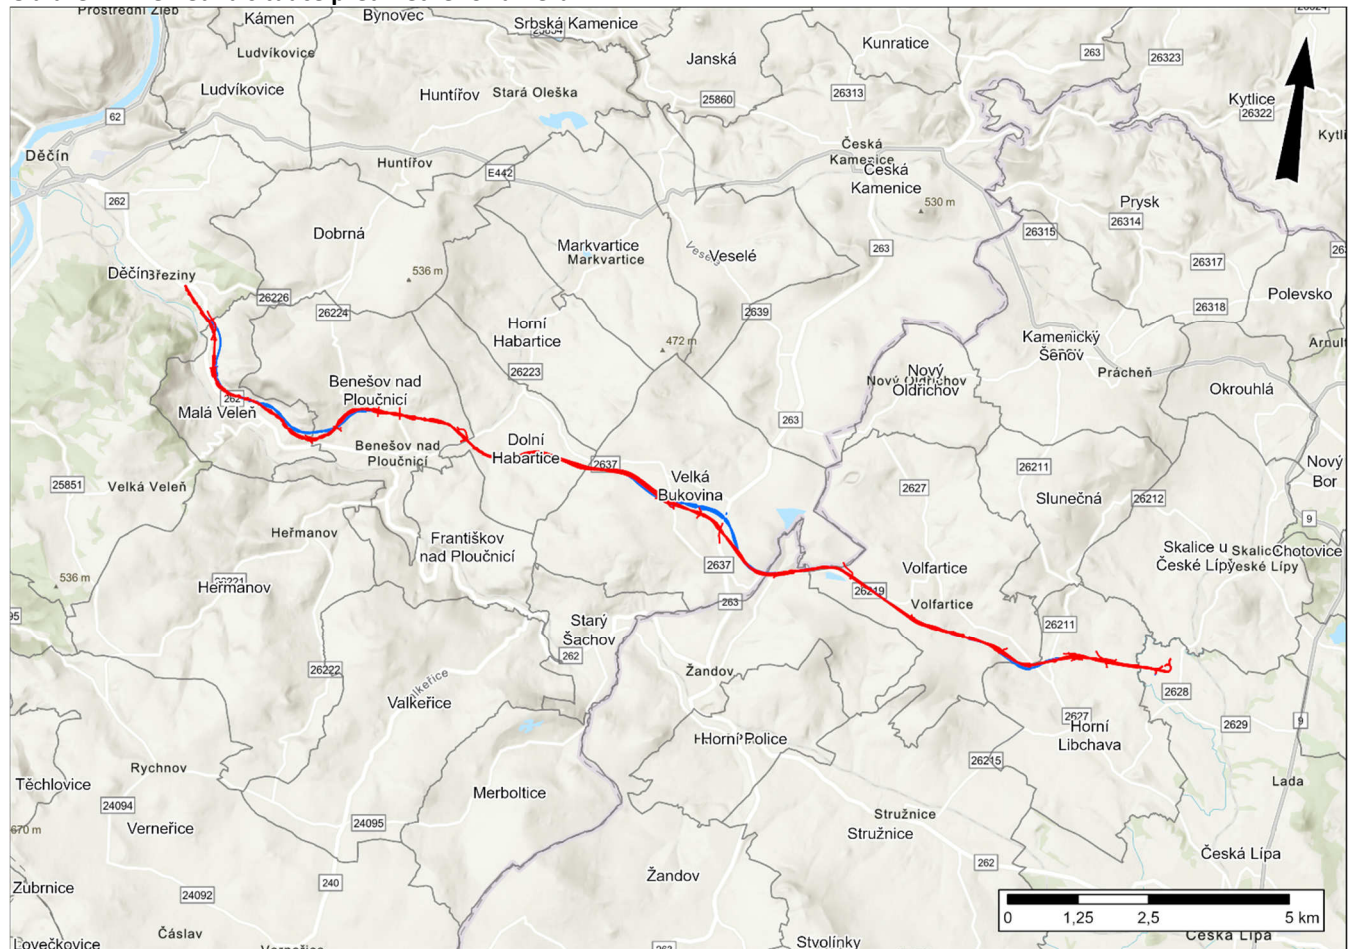 Prostřední Žleb
Kámen
Bynovec
Srbská Kamenice
Kunratice
263
26323
Ludvíkovice
Janská
Ludvíkovice
Huntířov
Stará Oleška
25860
26313
Kytlice
26322
62
Děčín
Huntířov
E442
Česká
Kamenice
Česká
Kamenice
262
530 m
Prysk
26314
Dobrná
26315
Markvartice
Markvartice
Veselé
Veselé
263
26317
Děčín
Březiny
536 m
26226
26224
2639
26318
Polevsko
Horní
Habartice
472 m
Kamenický
Šenov
Prácheň
26223
Nový
Oldřichov
Nový Oldřichov
Okrouhlá
Benešov nad
Ploučnicí
262
Malá Veleň
263
Benešov nad
Ploučnicí
Dolní
Habartice
2637
26211
Nový
Bor
25851
Velká Veleň
Velká
Bukovina
2627
Slunečná
26212
9
Heřmanov
Františkov
nad Ploučnicí
Skalice u
České Lípy
Chotovice
536 m
Heřmanov
26221
2637
Volfartice
26219
Volfartice
263
Starý
Šachov
26211
262
26222
Žandov
Valkeřice
2628
2627
2629
9
Horní Police
Horní
Libchava
Rychnov
26215
Těchlovice
Lada
Merboltice
24094
Verneřice
24095
Stružnice
Stružnice
670 m
Česká Lípa
262
Žandov
Zubrnice
24092
240
0
1,25
2,5
5 km
Čáslav
Lovečkovice
Verneřice
263
Stvolínky
Česká Lípa